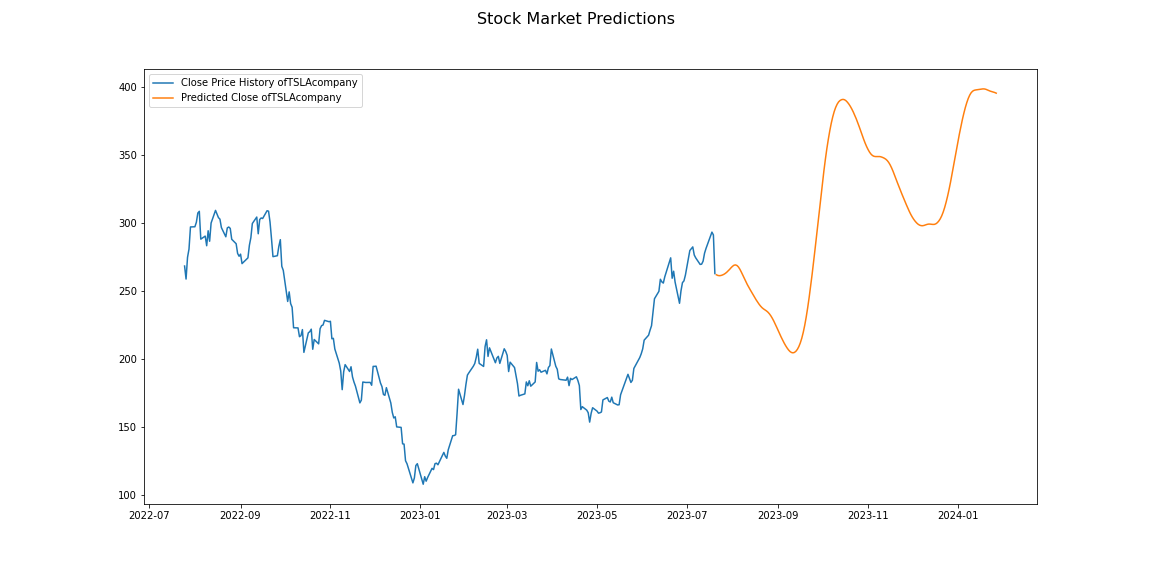 Stock Market Predictions
Close Price History ofTSLAcompany
Predicted Close ofTSLAcompany
400
350
300
250
200
150
100
2022-07 2022-09 2022-11 2023-01 2023-03 2023-05 2023-07 2023-09 2023-11 2024-01